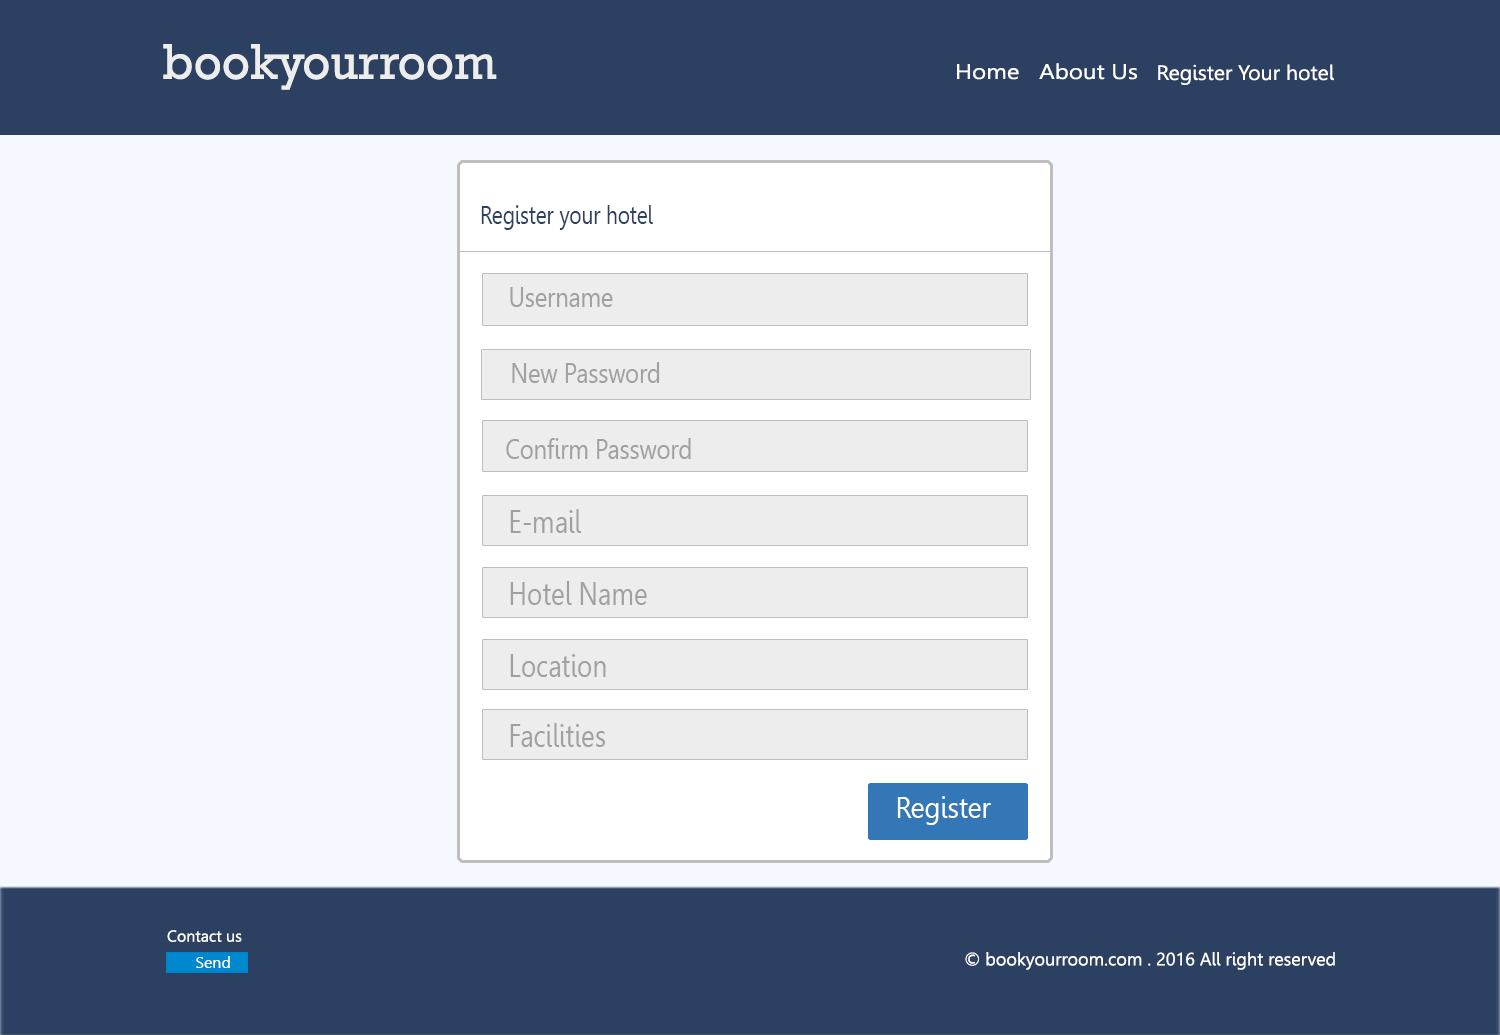 bookyourroom
Home About Us Register Your hotel
Register your hotel
Username
New Password
Confirm Password
E-mail
Hotel Name
Location
Facilities
Register
Contact us
Send
© bookyourroom.com . 2016 All right reserved